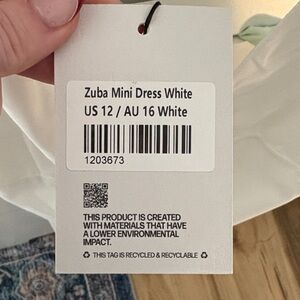 Zuba Mini Dress White
US 12 / AU 16 White
1203673
THIS PRODUCT IS CREATED
WITH MATERIALS THAT HAVE
A LOWER ENVIRONMENTAL
IMPACT.
♻ THIS TAG IS RECYCLED & RECYCLABLE ♻